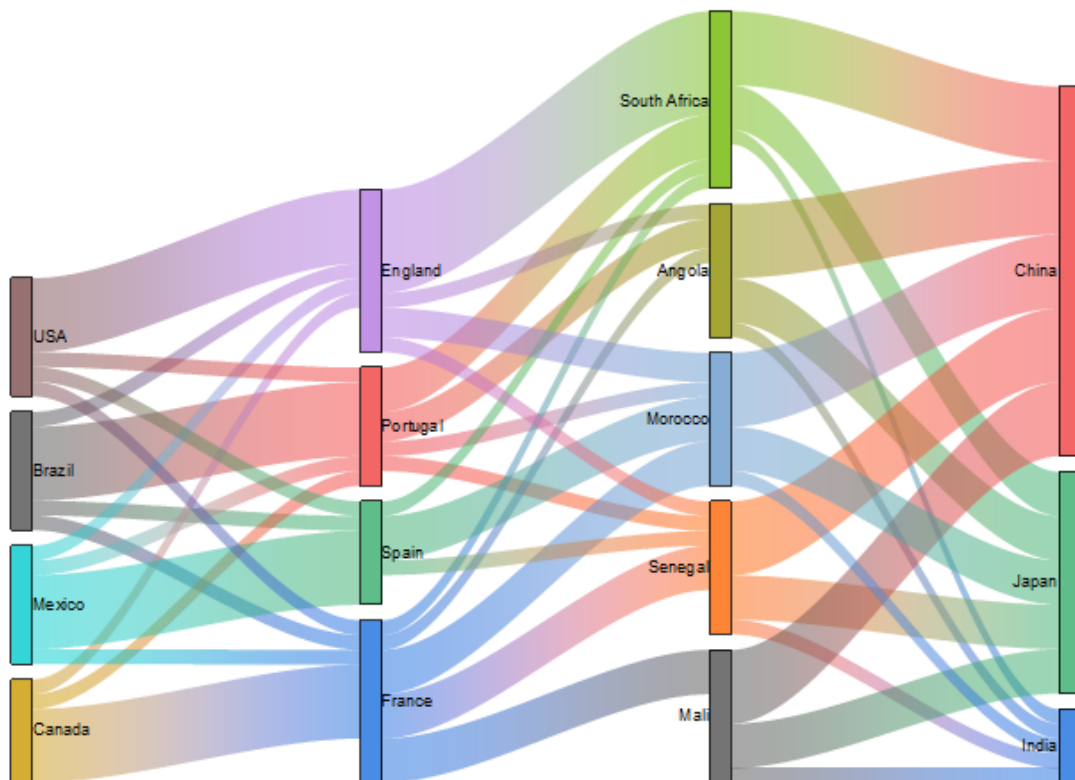 South Africa
England
Angola
China
USA
Portugal
Morocco
Brazil
Spain
Senegal
Japan
Mexico
France
Mali
Canada
India